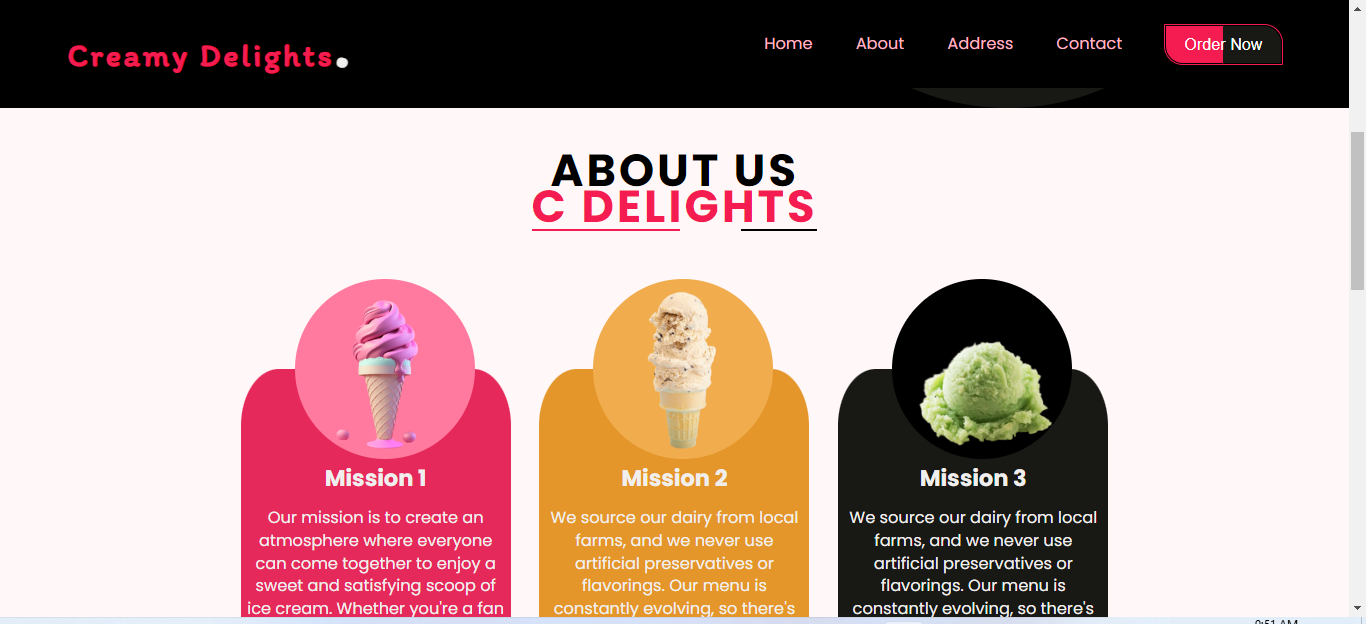 Creamy Delights.
Home About Address Contact Order Now
ABOUT US
C DELIGHTS
Mission 1
Our mission is to create an
atmosphere where everyone
can come together to enjoy a
sweet and satisfying scoop of
ice cream. Whether you're a fan
Mission 2
We source our dairy from local
farms, and we never use
artificial preservatives or
flavorings. Our menu is
constantly evolving, so there's
Mission 3
We source our dairy from local
farms, and we never use
artificial preservatives or
flavorings. Our menu is
constantly evolving, so there's
9:51 AM